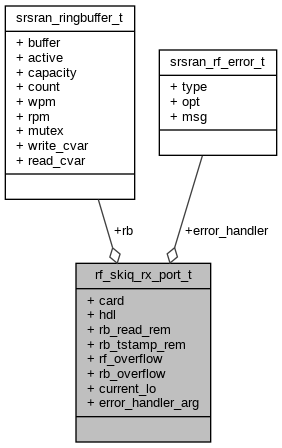 srsran_ringbuffer_t
+ buffer
+ active
+ capacity
+ count
+ wpm
+ rpm
+ mutex
+ write_cvar
+ read_cvar
srsran_rf_error_t
+ type
+ opt
+ msg
+rb
+error_handler
rf_skiq_rx_port_t
+ card
+ hdl
+ rb_read_rem
+ rb_tstamp_rem
+ rf_overflow
+ rb_overflow
+ current_lo
+ error_handler_arg